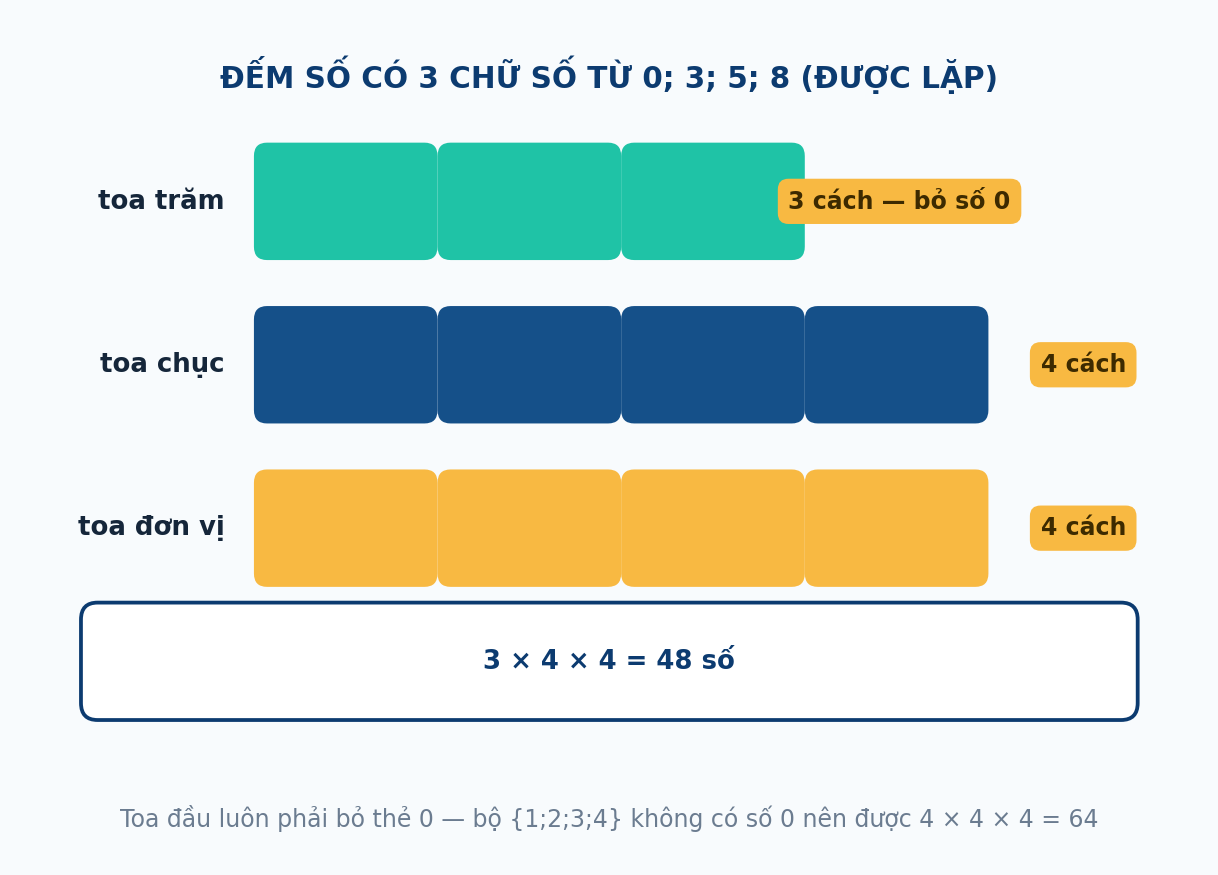 ĐẾM SỐ CÓ 3 CHỮ SỐ TỪ 0; 3; 5; 8 (ĐƯỢC LẶP)
toa trăm 3 cách — bỏ số 0
toa chục 4 cách
toa đơn vị 4 cách
3 × 4 × 4 = 48 số
Toa đầu luôn phải bỏ thẻ 0 — bộ {1;2;3;4} không có số 0 nên được 4 × 4 × 4 = 64